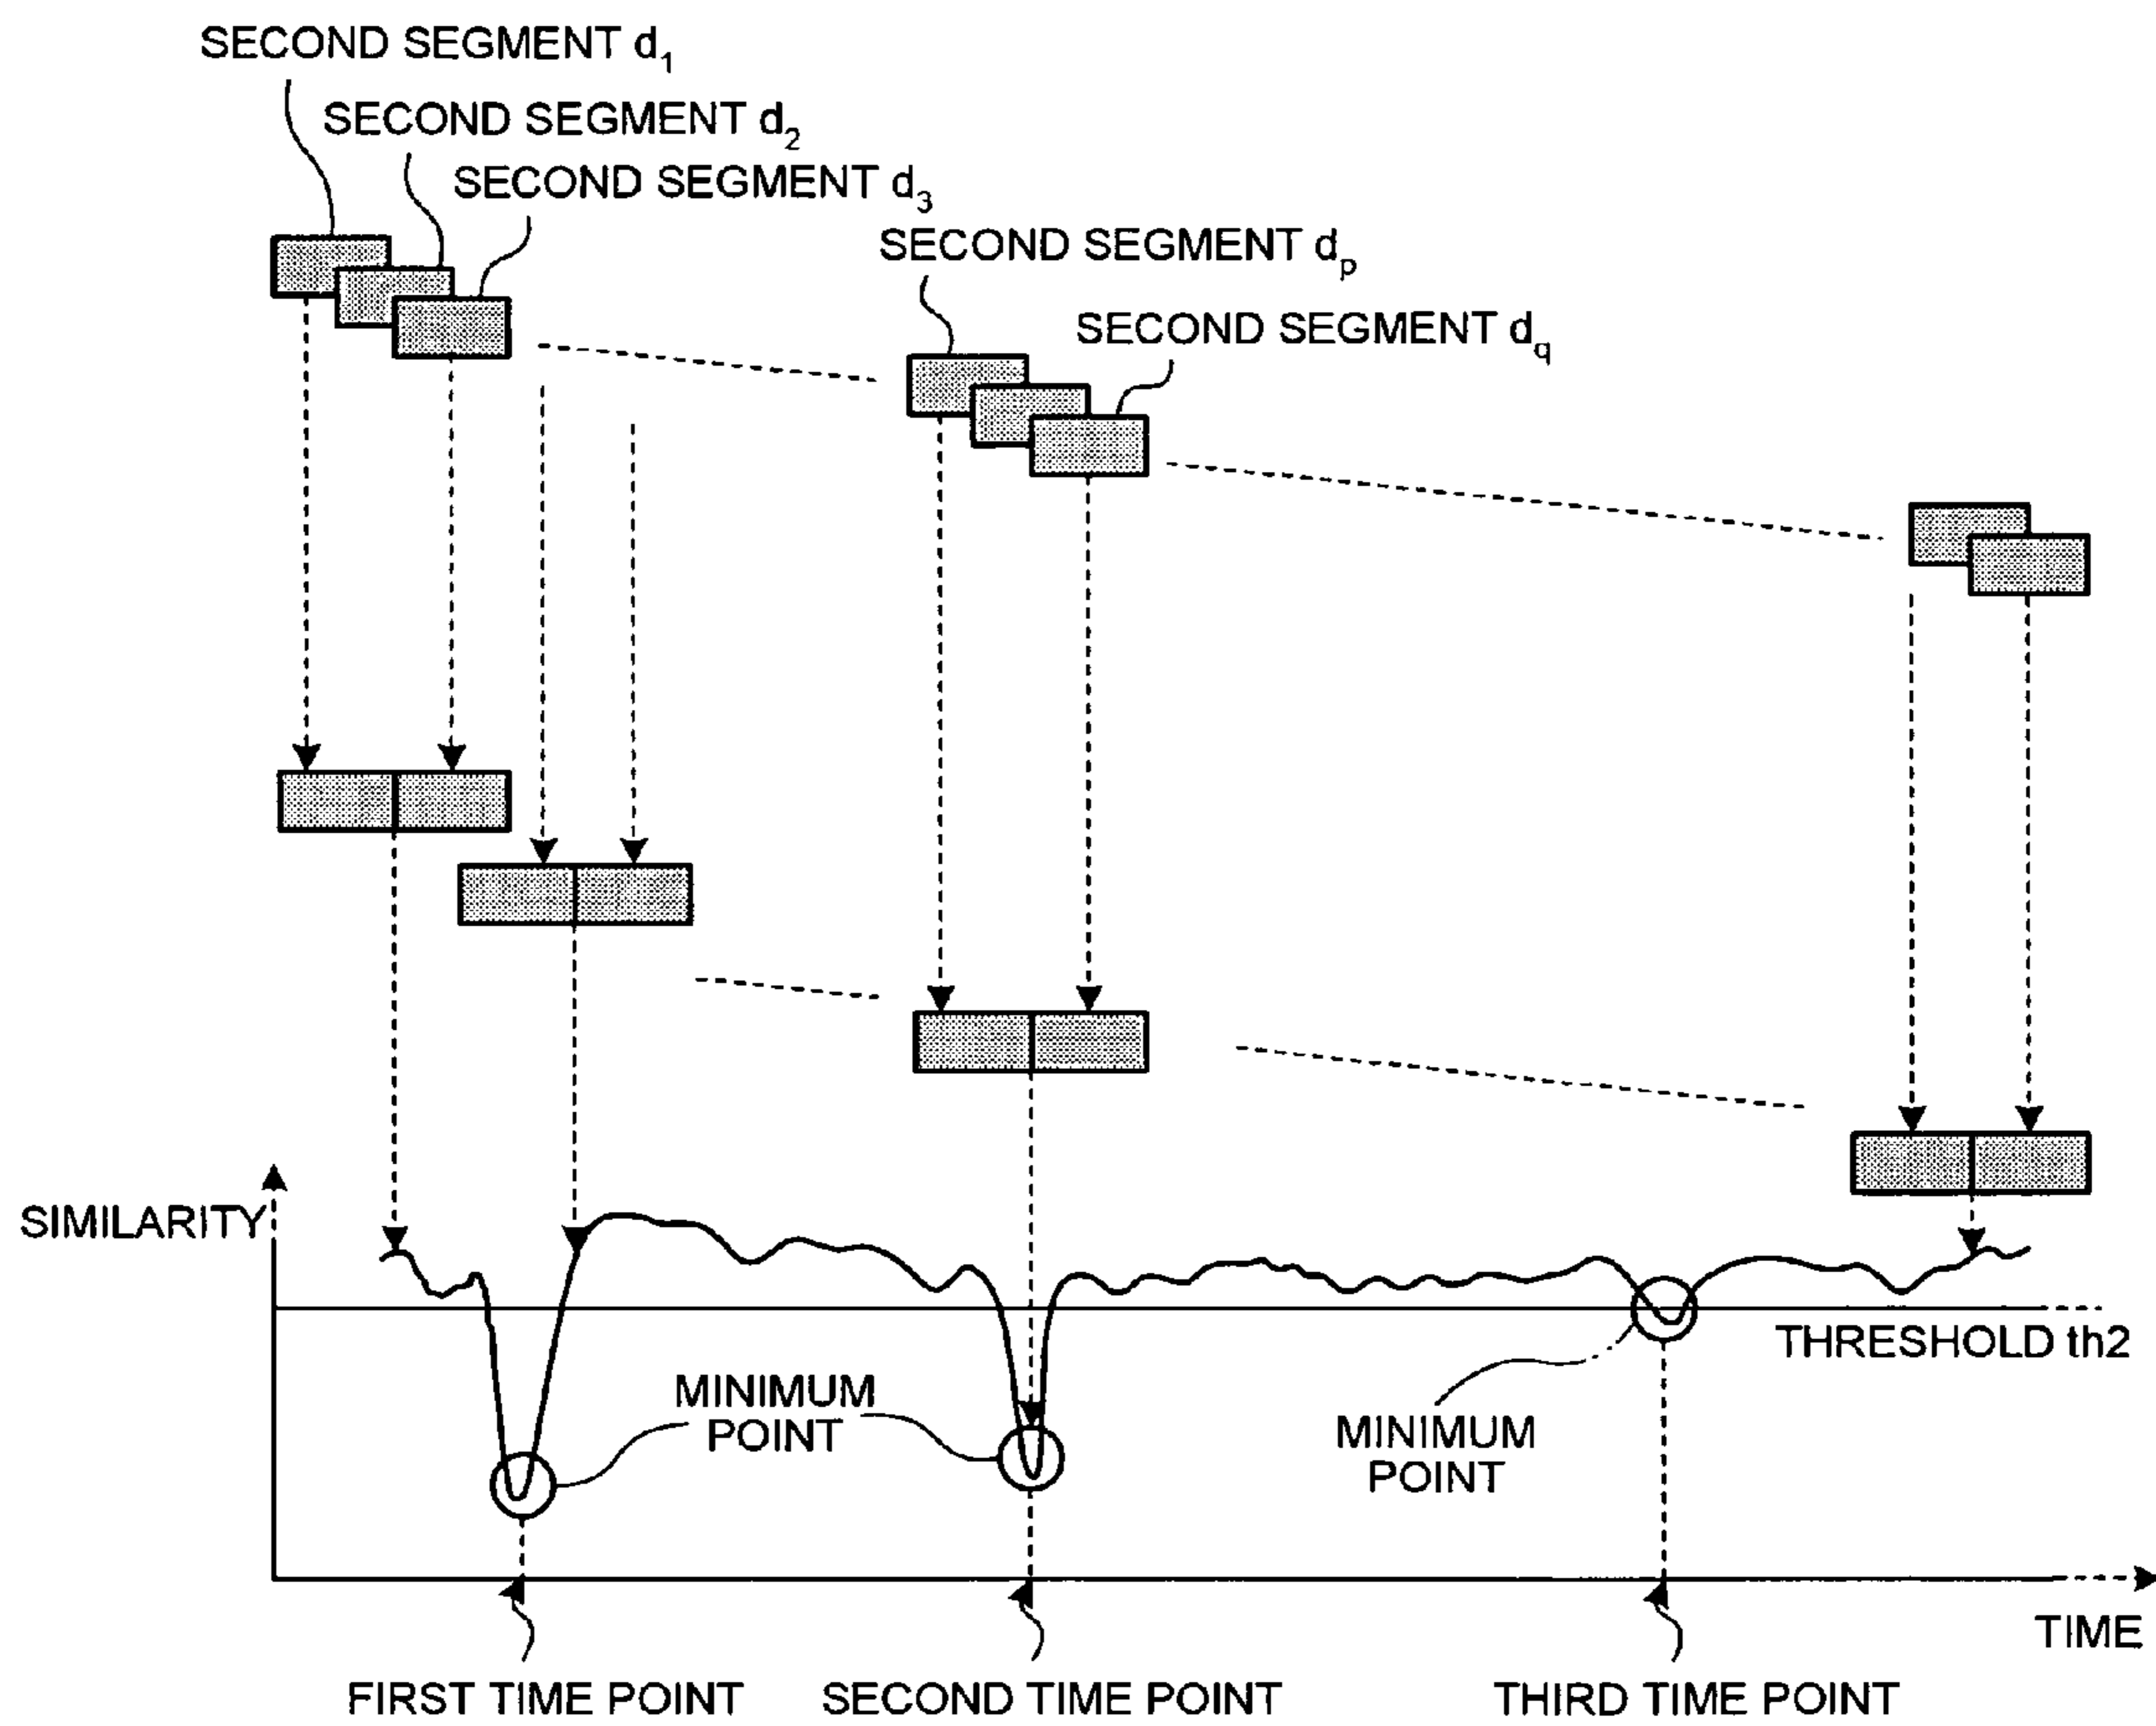 SECOND SEGMENT d1
SECOND SEGMENT d2
SECOND SEGMENT d3
SECOND SEGMENT dp
SECOND SEGMENT dq
SIMILARITY
THRESHOLD th2
MINIMUM
POINT
MINIMUM
POINT
TIME
FIRST TIME POINT
SECOND TIME POINT
THIRD TIME POINT